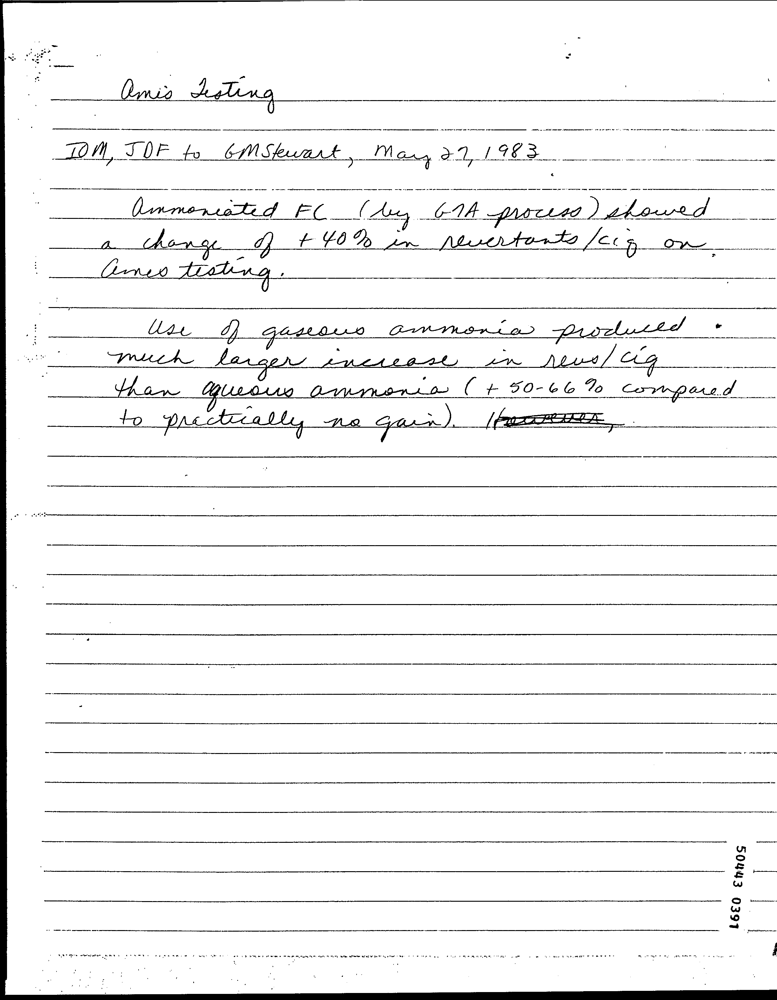 Ames Testing
IOM, JDF to GMStewart, May 27, 1983
Ammoniated FC (by G7A process) showed
a change of +40% in revertants/cig on
Ames testing.
Use of gaseous ammonia produced
much larger increase in revs/cig
than aqueous ammonia (+50-66% compared
to practically no gain). However,
50443 0391